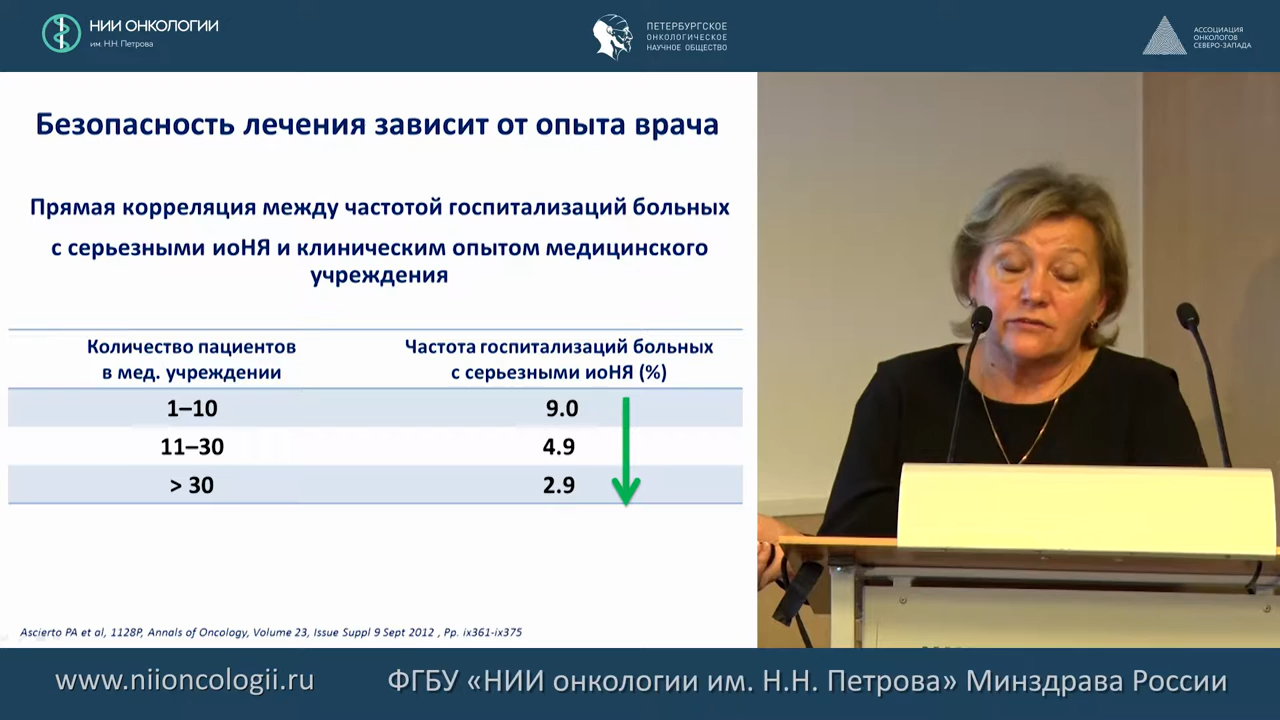 НИИ ОНКОЛОГИИ
им. Н.Н. Петрова
ПЕТЕРБУРГСКОЕ
ОНКОЛОГИЧЕСКОЕ
НАУЧНОЕ ОБЩЕСТВО
АССОЦИАЦИЯ
ОНКОЛОГОВ
СЕВЕРО-ЗАПАДА
Безопасность лечения зависит от опыта врача
Прямая корреляция между частотой госпитализаций больных
с серьезными иоНЯ и клиническим опытом медицинского
учреждения
Количество пациентов
в мед. учреждении
Частота госпитализаций больных
с серьезными иоНЯ (%)
1–10 9.0
11–30 4.9
> 30 2.9
Ascierto PA et al, 1128P, Annals of Oncology, Volume 23, Issue Suppl 9 Sept 2012 , Pp. ix361-ix375
www.niioncologii.ru ФГБУ «НИИ онкологии им. Н.Н. Петрова» Минздрава России